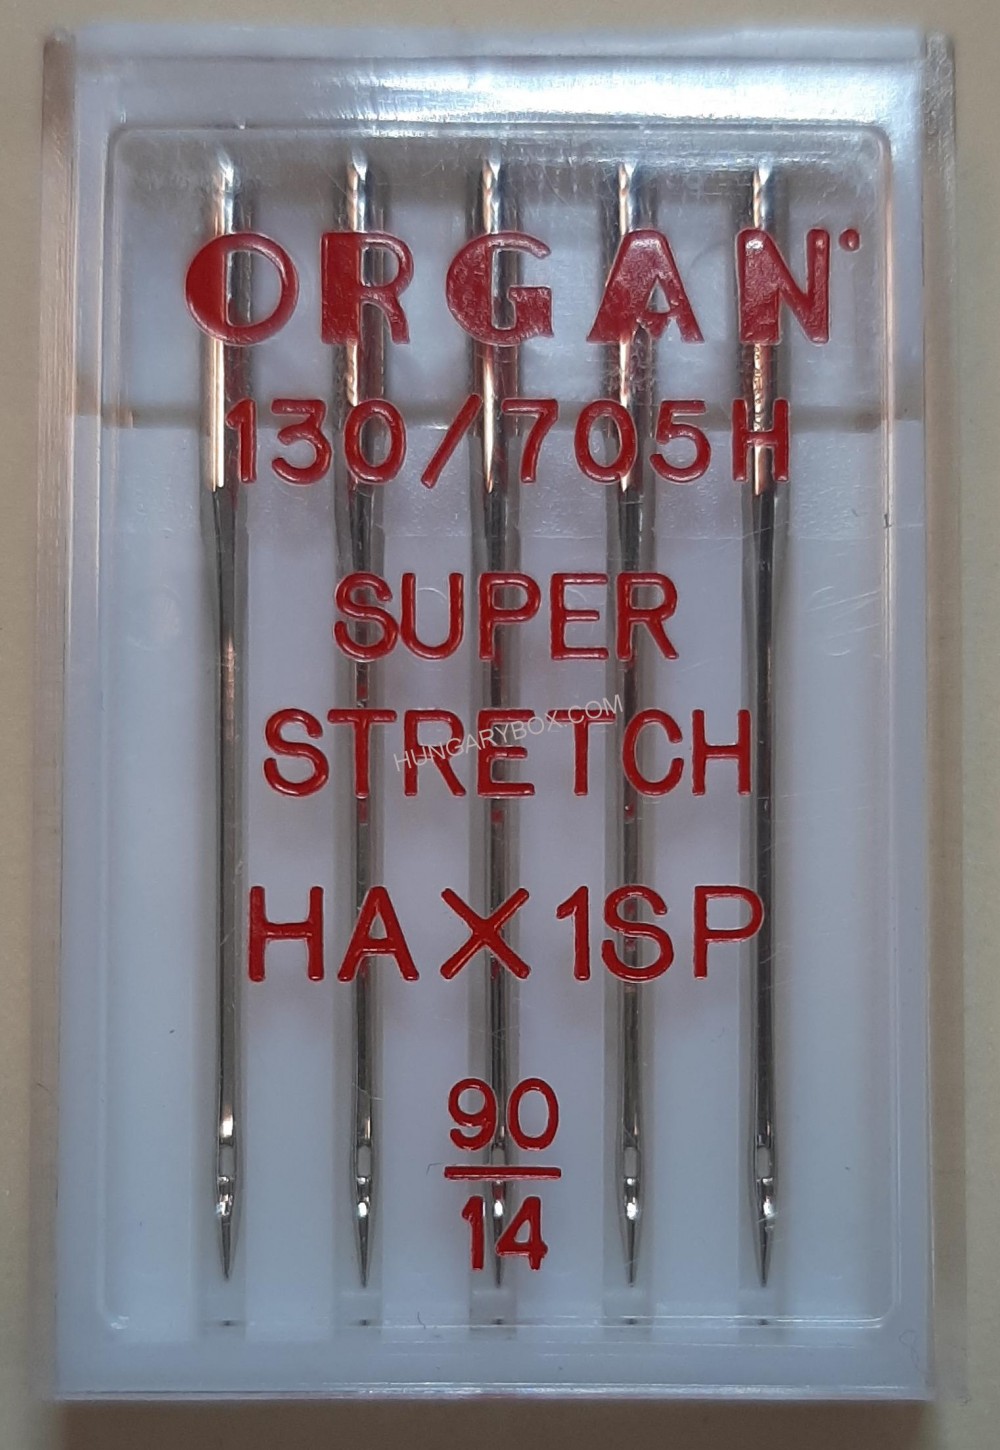 ORGAN
130/705H
SUPER
STRETCH
HUNGARYBOX.COM
HAX1SP
90
14